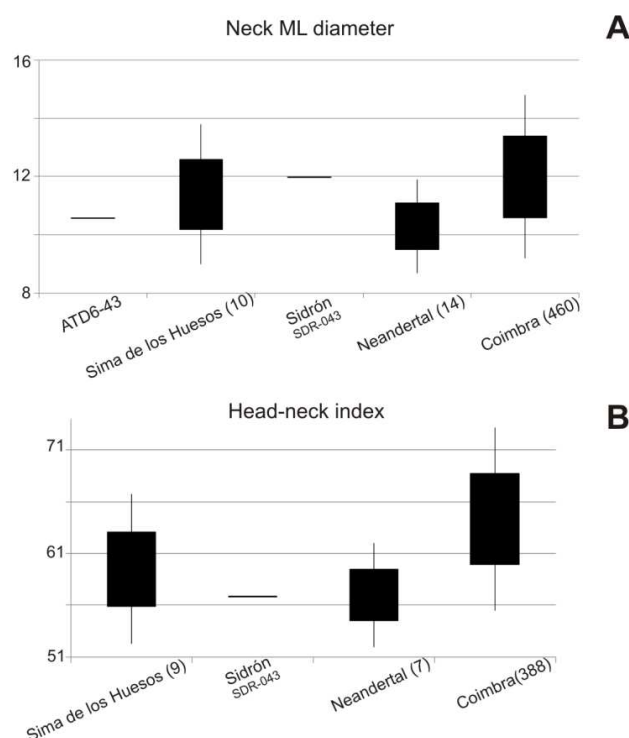 Neck ML diameter
A
16
12
8
ATD6-43
Sima de los Huesos (10)
Sidrón
SDR-043
Neandertal (14)
Coimbra (460)
Head-neck index
B
71
61
51
Sima de los Huesos (9)
Sidrón
SDR-043
Neandertal (7)
Coimbra(388)